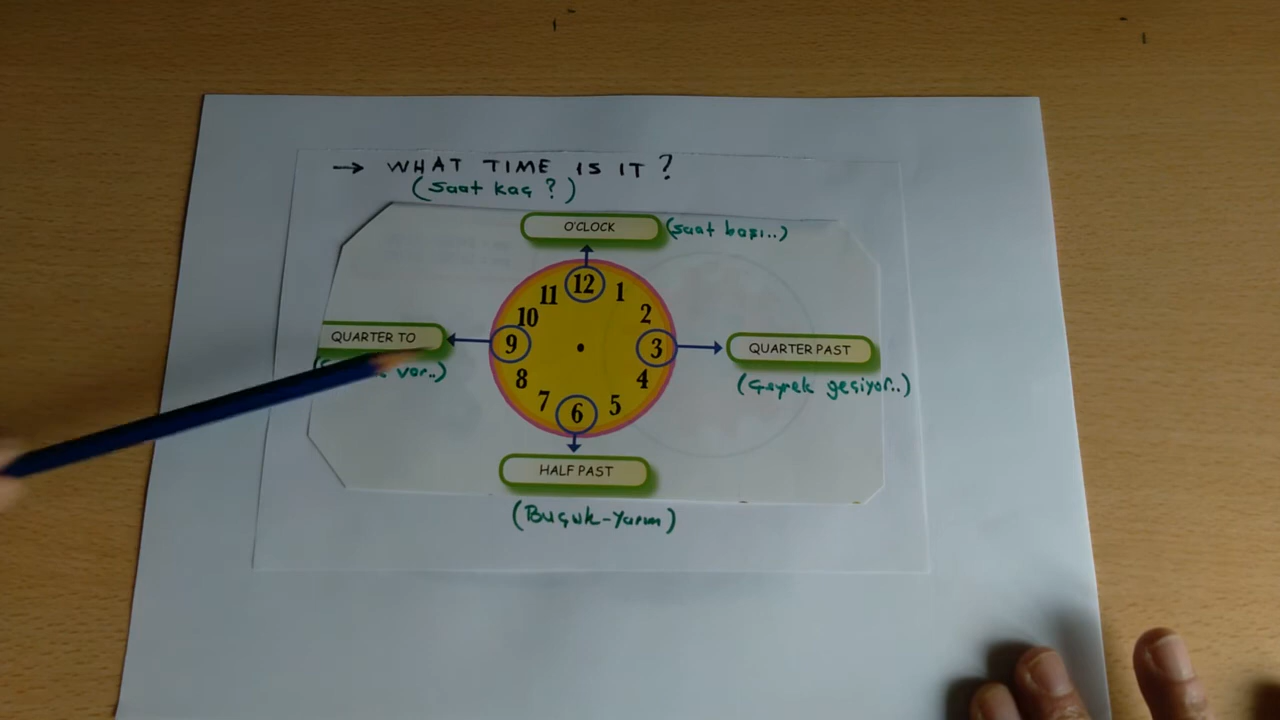 → WHAT TIME IS IT?
(Saat kaç?)
O'CLOCK
(saat başı..)
12
11
1
10
2
QUARTER TO
9
3
QUARTER PAST
var..)
(Çeyrek geçiyor..)
8
4
7
5
6
HALF PAST
(Buçuk-Yarım)